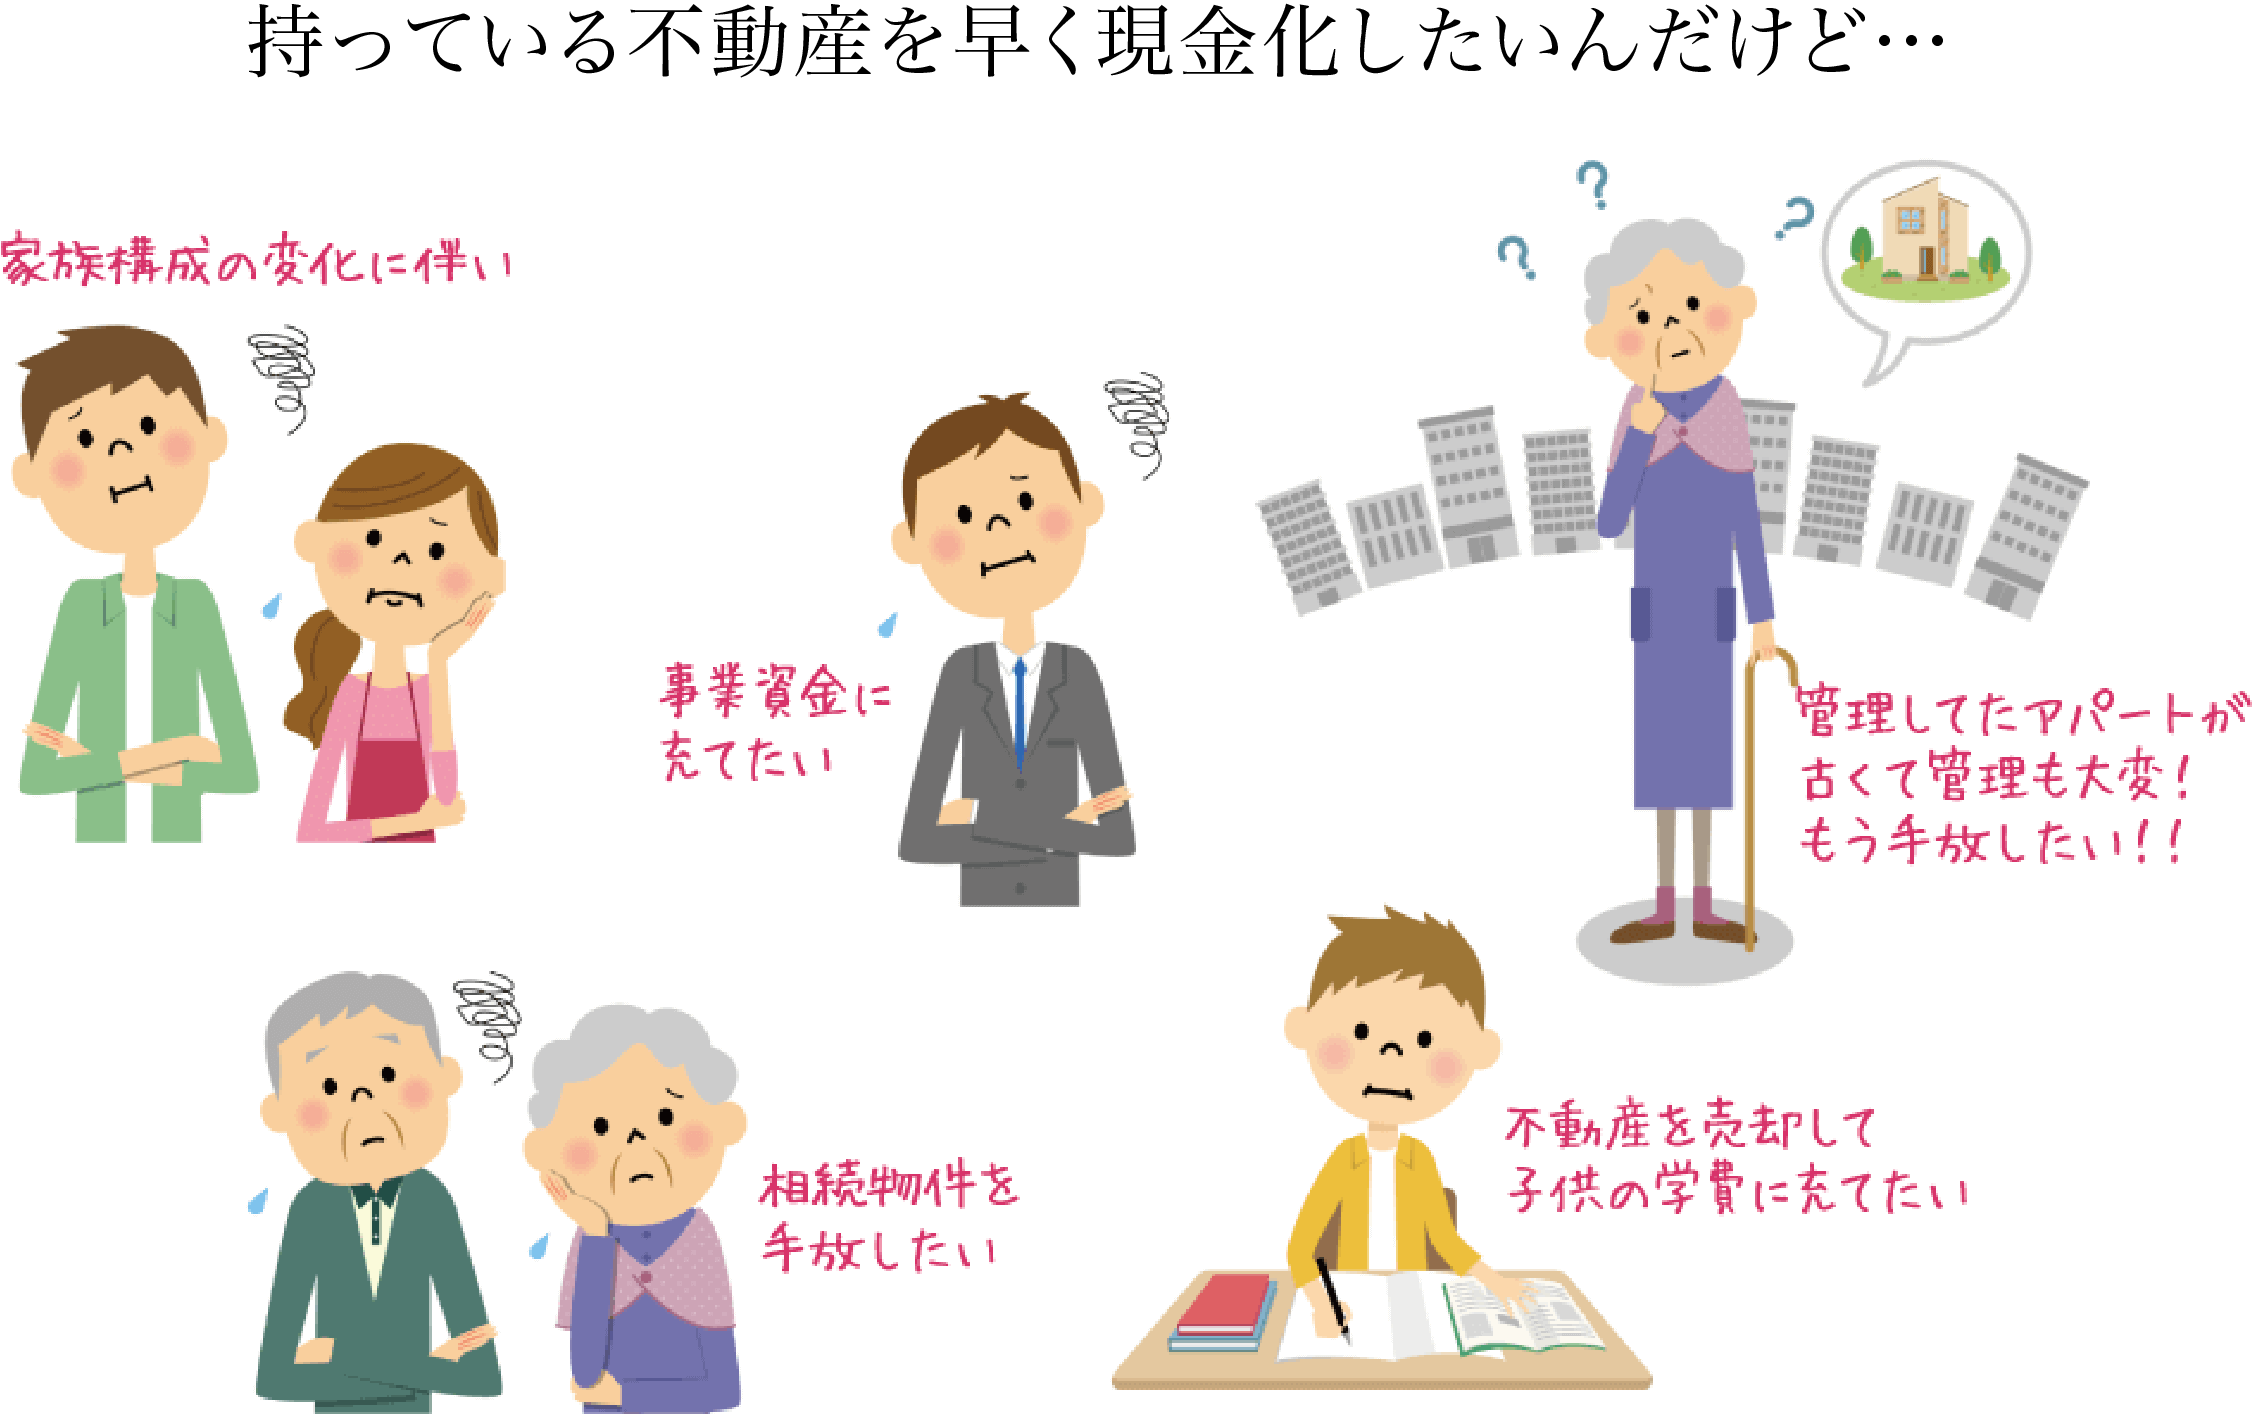 持っている不動産を早く現金化したいんだけど…
家族構成の変化に伴い
事業資金に
充てたい
管理してたアパートが
古くて管理も大変！
もう手放したい！！
相続物件を
手放したい
不動産を売却して
子供の学費に充てたい